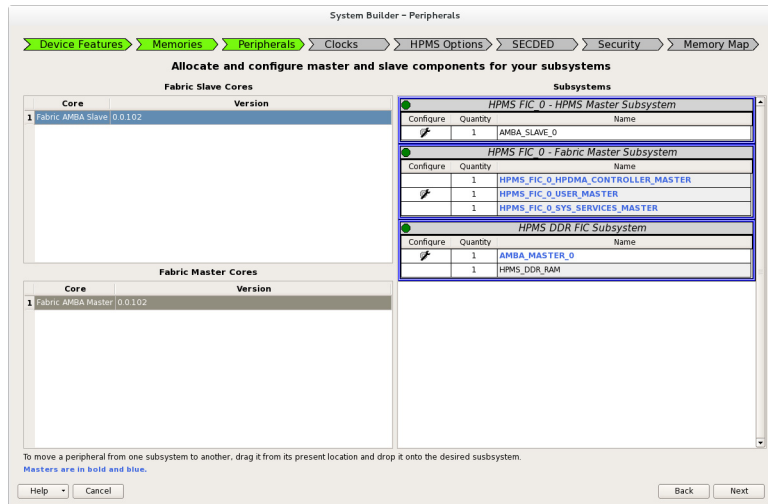 System Builder - Peripherals
Device Features Memories Peripherals Clocks HPMS Options SECDED Security Memory Map
Allocate and configure master and slave components for your subsystems
Fabric Slave Cores
Core Version
1 Fabric AMBA Slave 0.0.102
Fabric Master Cores
Core Version
1 Fabric AMBA Master 0.0.102
Subsystems
HPMS FIC_0 - HPMS Master Subsystem
Configure Quantity Name
1 AMBA_SLAVE_0
HPMS FIC_0 - Fabric Master Subsystem
Configure Quantity Name
1 HPMS_FIC_0_HPDMA_CONTROLLER_MASTER
1 HPMS_FIC_0_USER_MASTER
1 HPMS_FIC_0_SYS_SERVICES_MASTER
HPMS DDR FIC Subsystem
Configure Quantity Name
1 AMBA_MASTER_0
1 HPMS_DDR_RAM
To move a peripheral from one subsystem to another, drag it from its present location and drop it onto the desired susbsystem.
Masters are in bold and blue.
Help Cancel Back Next